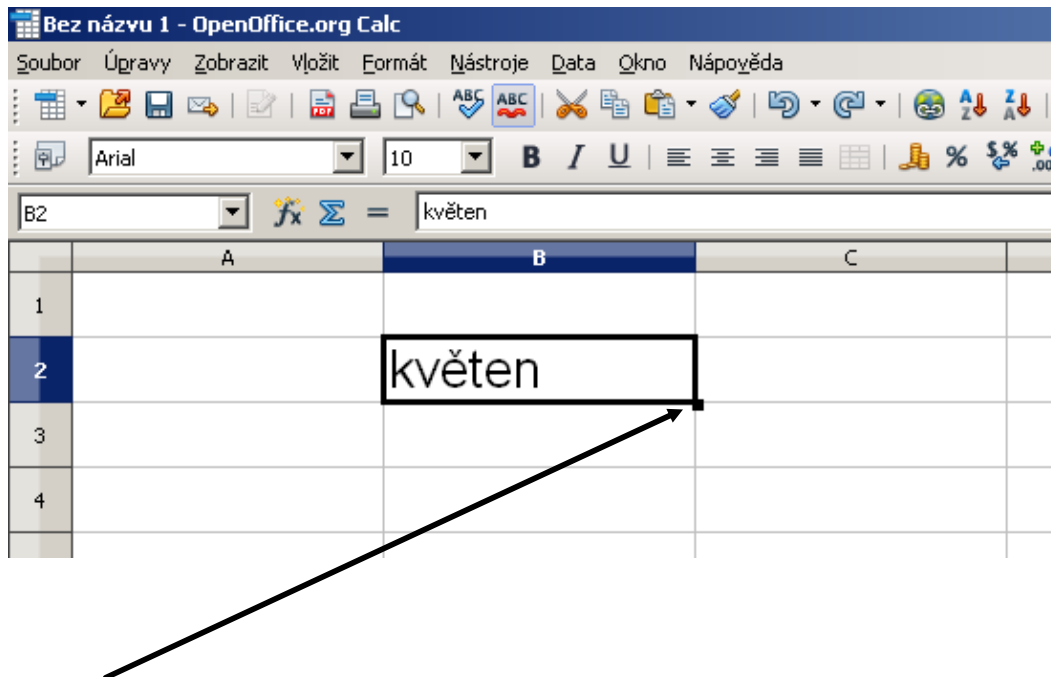 Bez názvu 1 - OpenOffice.org Calc
Soubor Úpravy Zobrazit Vložit Formát Nástroje Data Okno Nápověda
Arial 10 B I U % $%
B2 fx Σ = květen
A B C
1
2 květen
3
4